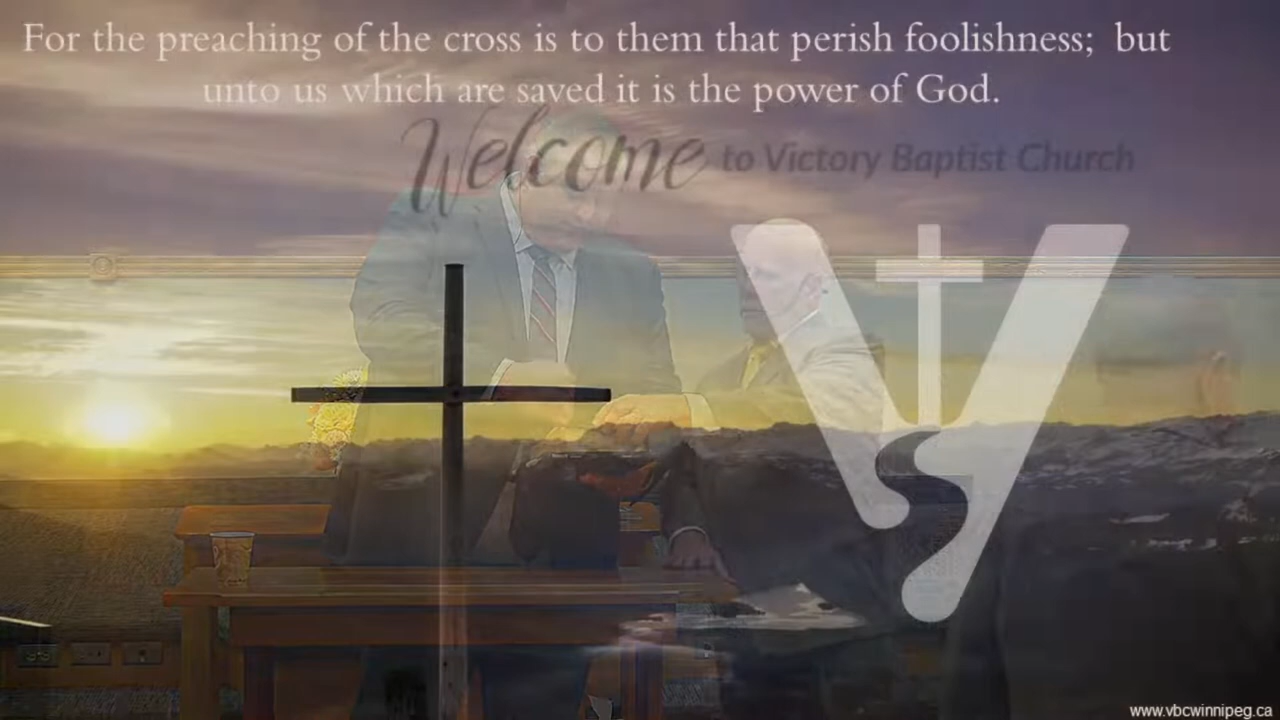 For the preaching of the cross is to them that perish foolishness; but
unto us which are saved it is the power of God.
Welcome to Victory Baptist Church
www.vbcwinnipeg.ca